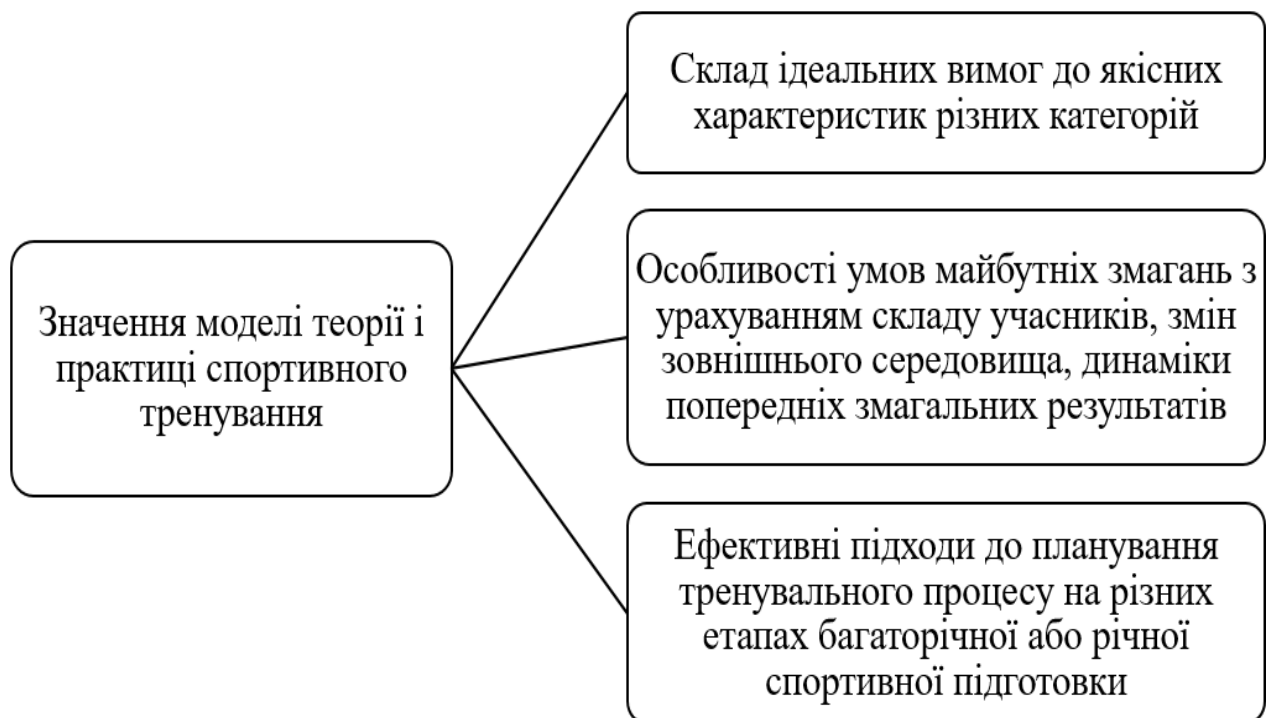 Значення моделі теорії і
практиці спортивного
тренування
Склад ідеальних вимог до якісних
характеристик різних категорій
Особливості умов майбутніх змагань з
урахуванням складу учасників, змін
зовнішнього середовища, динаміки
попередніх змагальних результатів
Ефективні підходи до планування
тренувального процесу на різних
етапах багаторічної або річної
спортивної підготовки